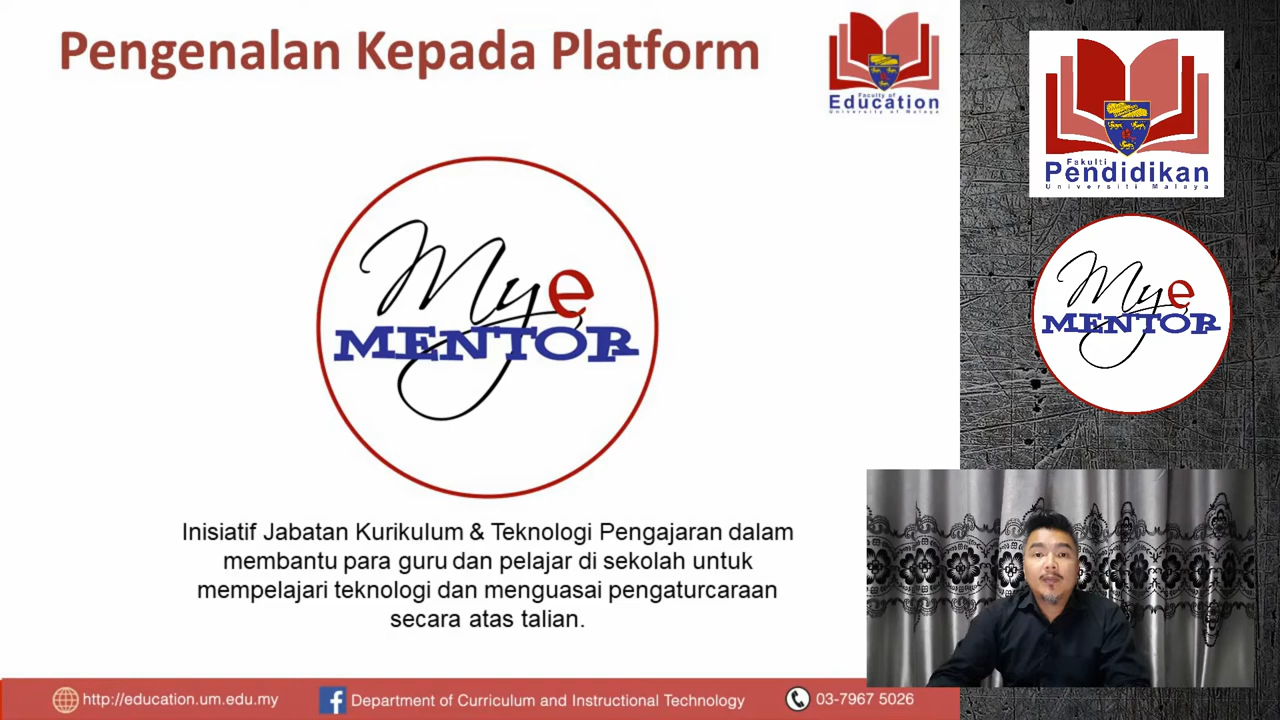 Pengenalan Kepada Platform
Faculty of
Education
University of Malaya
My e
MENTOR
Inisiatif Jabatan Kurikulum & Teknologi Pengajaran dalam
membantu para guru dan pelajar di sekolah untuk
mempelajari teknologi dan menguasai pengaturcaraan
secara atas talian.
http://education.um.edu.my
Department of Curriculum and Instructional Technology
03-7967 5026
Fakulti
Pendidikan
Universiti Malaya
My e
MENTOR